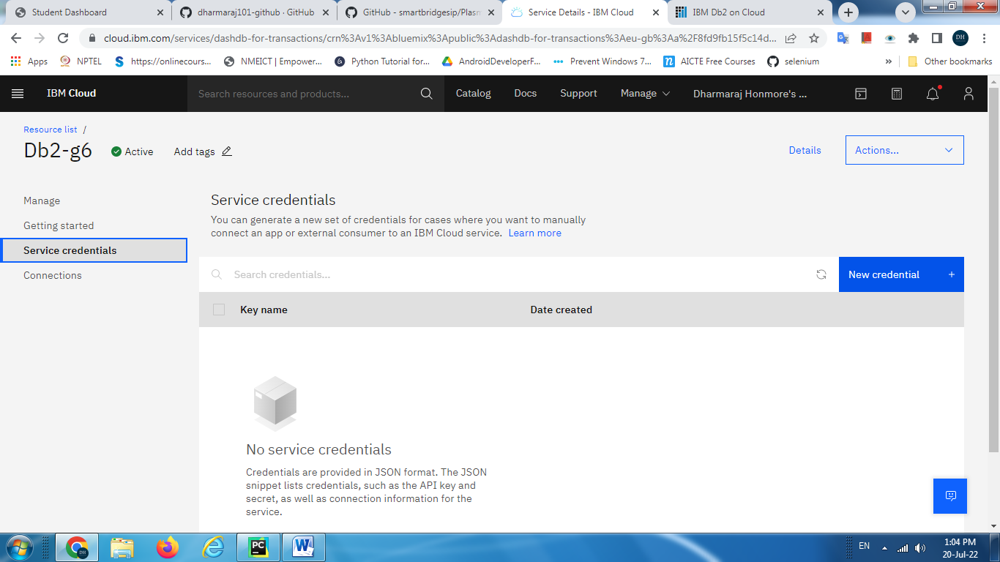 Student Dashboard
dharmaraj101-github · GitHub
GitHub - smartbridgesip/Plasm
Service Details - IBM Cloud
IBM Db2 on Cloud
cloud.ibm.com/services/dashdb-for-transactions/crn%3Av1%3Abluemix%3Apublic%3Adashdb-for-transactions%3Aeu-gb%3Aa%2F8fd9fb15f5c14d...
DH
Apps
NPTEL
https://onlinecours...
NMEICT | Empower...
Python Tutorial for...
AndroidDeveloperF...
Prevent Windows 7...
AICTE Free Courses
selenium
»
Other bookmarks
IBM Cloud
Search resources and products...
Catalog
Docs
Support
Manage
Dharmaraj Honmore's ...
Resource list /
Db2-g6
Active
Add tags
Details
Actions...
Manage
Getting started
Service credentials
Connections
Service credentials
You can generate a new set of credentials for cases where you want to manually
connect an app or external consumer to an IBM Cloud service. Learn more
Search credentials...
New credential +
Key name
Date created
No service credentials
Credentials are provided in JSON format. The JSON
snippet lists credentials, such as the API key and
secret, as well as connection information for the
service.
DH
PC
W
EN
1:04 PM
20-Jul-22